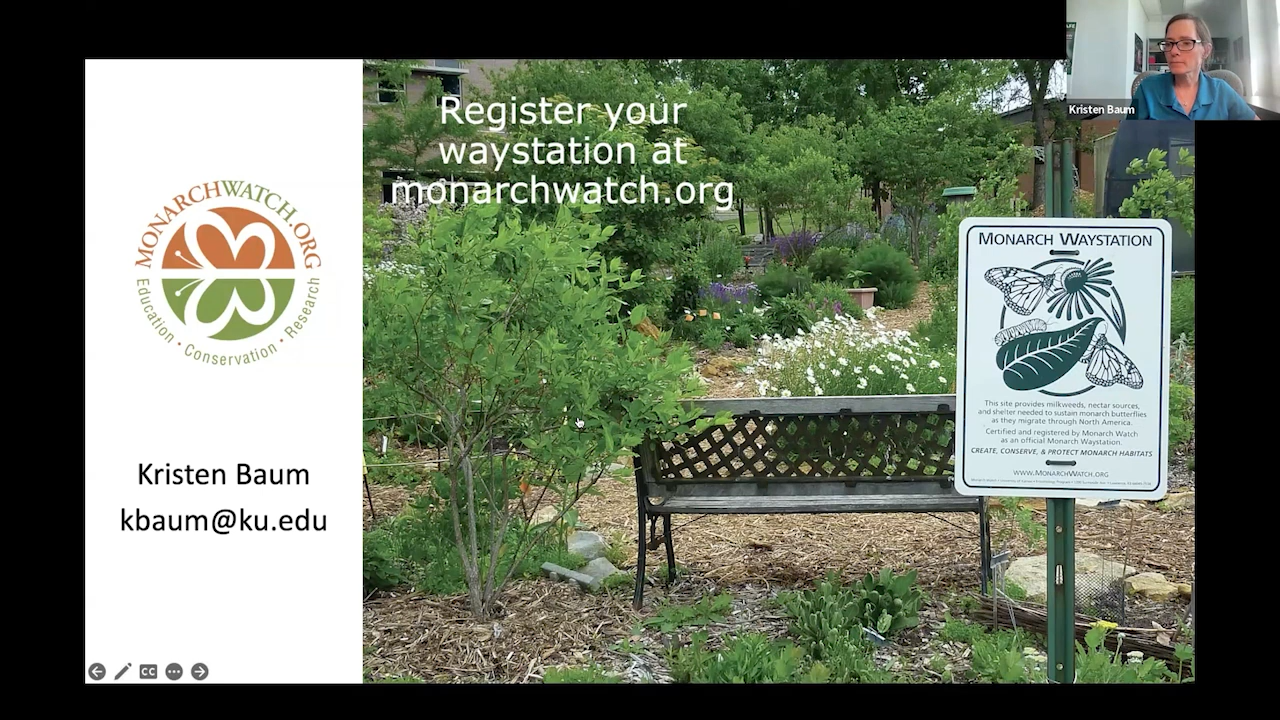 Kristen Baum
Register your
waystation at
monarchwatch.org
MONARCHWATCH.ORG
Education • Conservation • Research
Kristen Baum
kbaum@ku.edu
MONARCH WAYSTATION
This site provides milkweeds, nectar sources,
and shelter needed to sustain monarch butterflies
as they migrate through North America.
Certified and registered by Monarch Watch
as an official Monarch Waystation.
CREATE, CONSERVE, & PROTECT MONARCH HABITATS
WWW.MONARCHWATCH.ORG
CC